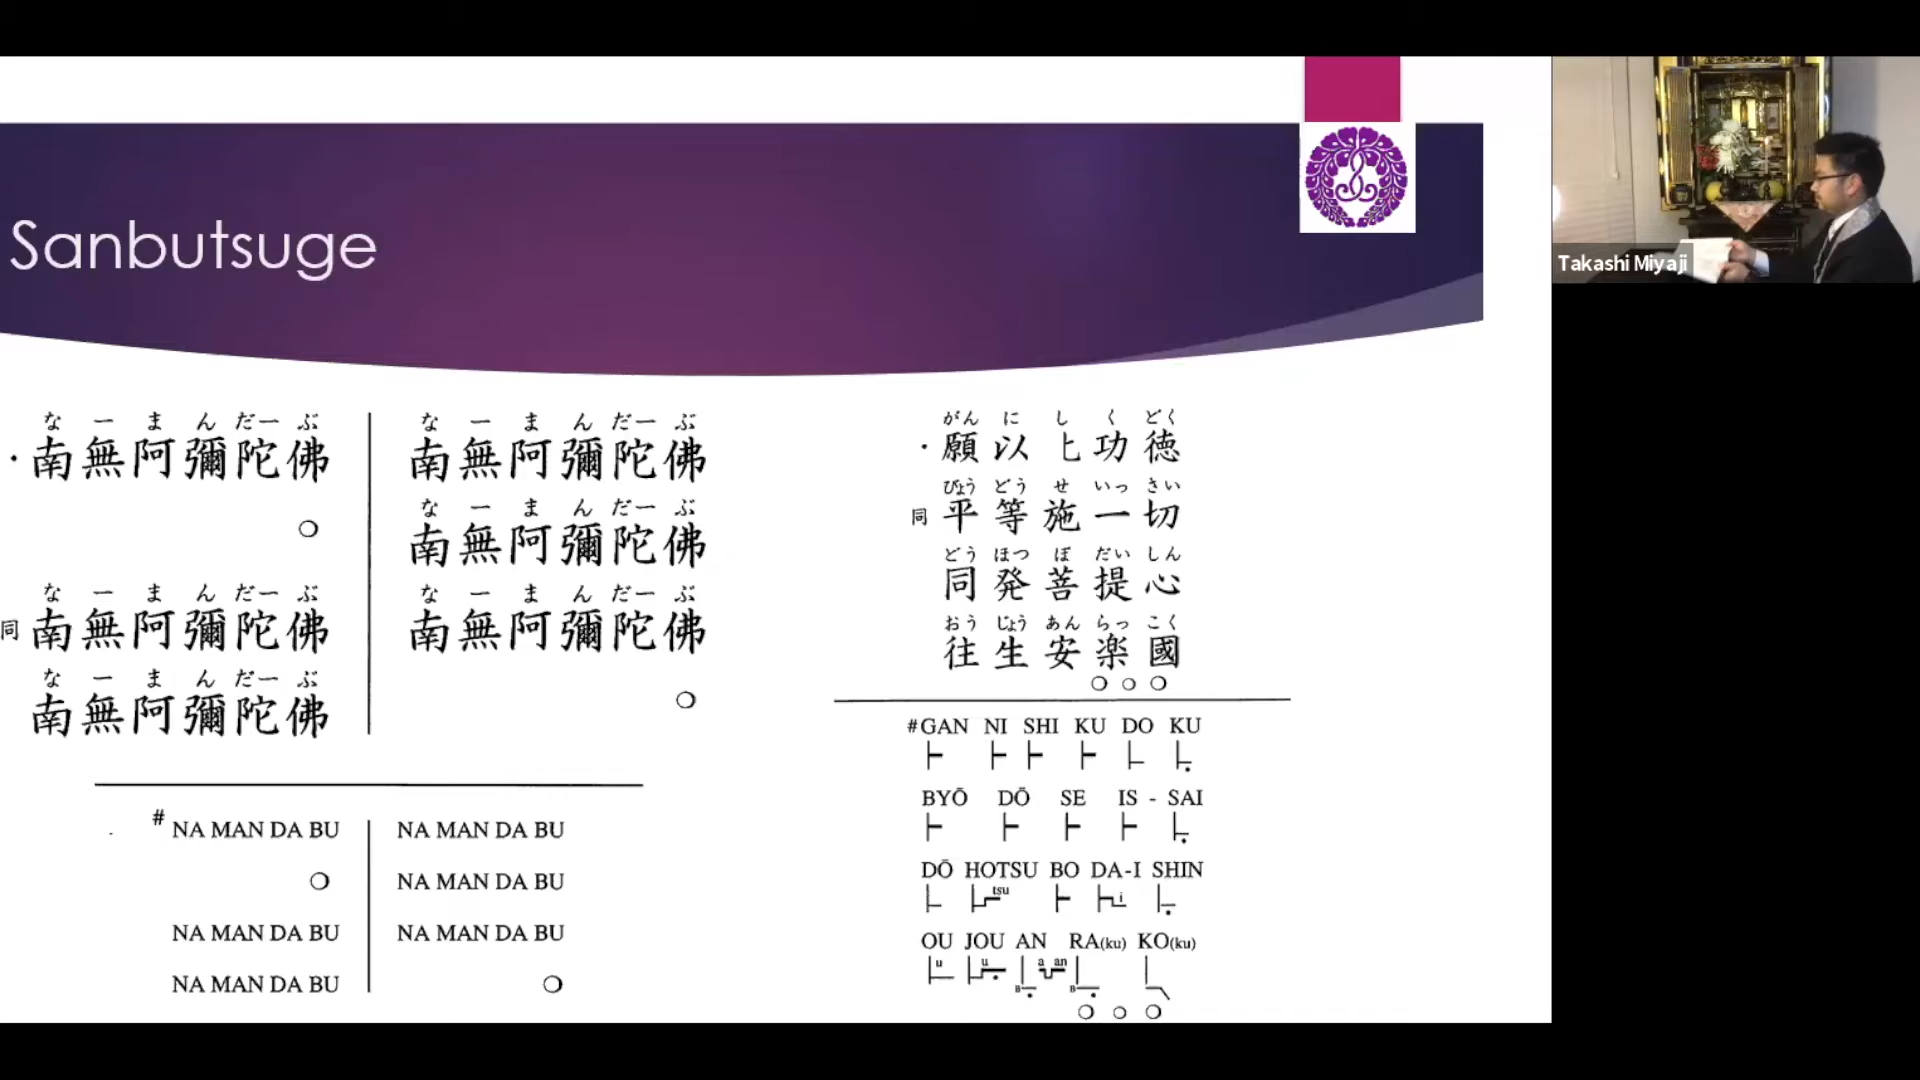 Sanbutsuge
Takashi Miyaji
な ー ま ん だー ぶ
・南無阿彌陀佛
○
な ー ま ん だー ぶ
同 南無阿彌陀佛
な ー ま ん だー ぶ
南無阿彌陀佛
な ー ま ん だー ぶ
南無阿彌陀佛
な ー ま ん だー ぶ
南無阿彌陀佛
な ー ま ん だー ぶ
南無阿彌陀佛
○
# NA MAN DA BU
○
NA MAN DA BU
NA MAN DA BU
NA MAN DA BU
NA MAN DA BU
NA MAN DA BU
○
がん に し く どく
・願以 功徳
びょう どう せ いっ さい
同 平等施一切
どう ほつ ぼ だい しん
同発菩提心
おう じょう あん らっ こく
往生安楽國
○ ○ ○
#GAN NI SHI KU DO KU
BYŌ DŌ SE IS - SAI
DŌ HOTSU BO DA-I SHIN
tsu i
OU JOU AN RA(ku) KO(ku)
u u a an
B B
○ ○ ○